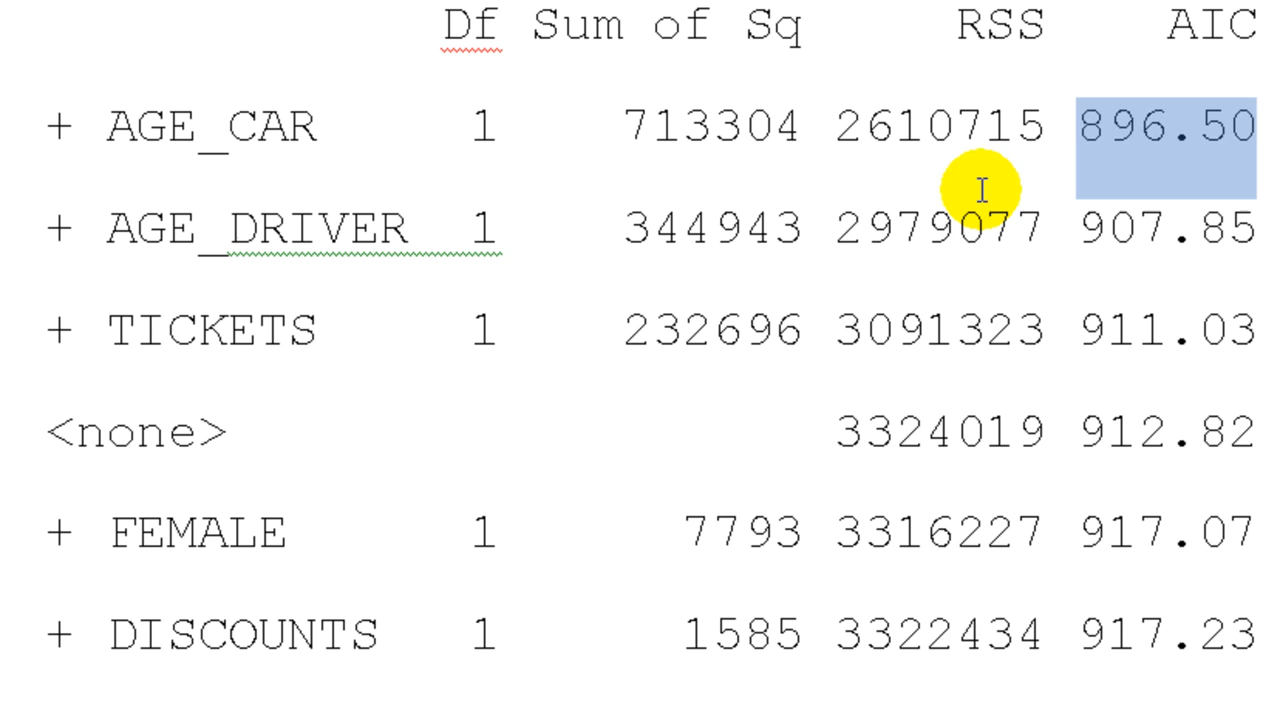 Df Sum of Sq RSS AIC
+ AGE_CAR 1 713304 2610715 896.50
+ AGE_DRIVER 1 344943 2979077 907.85
+ TICKETS 1 232696 3091323 911.03
<none> 3324019 912.82
+ FEMALE 1 7793 3316227 917.07
+ DISCOUNTS 1 1585 3322434 917.23